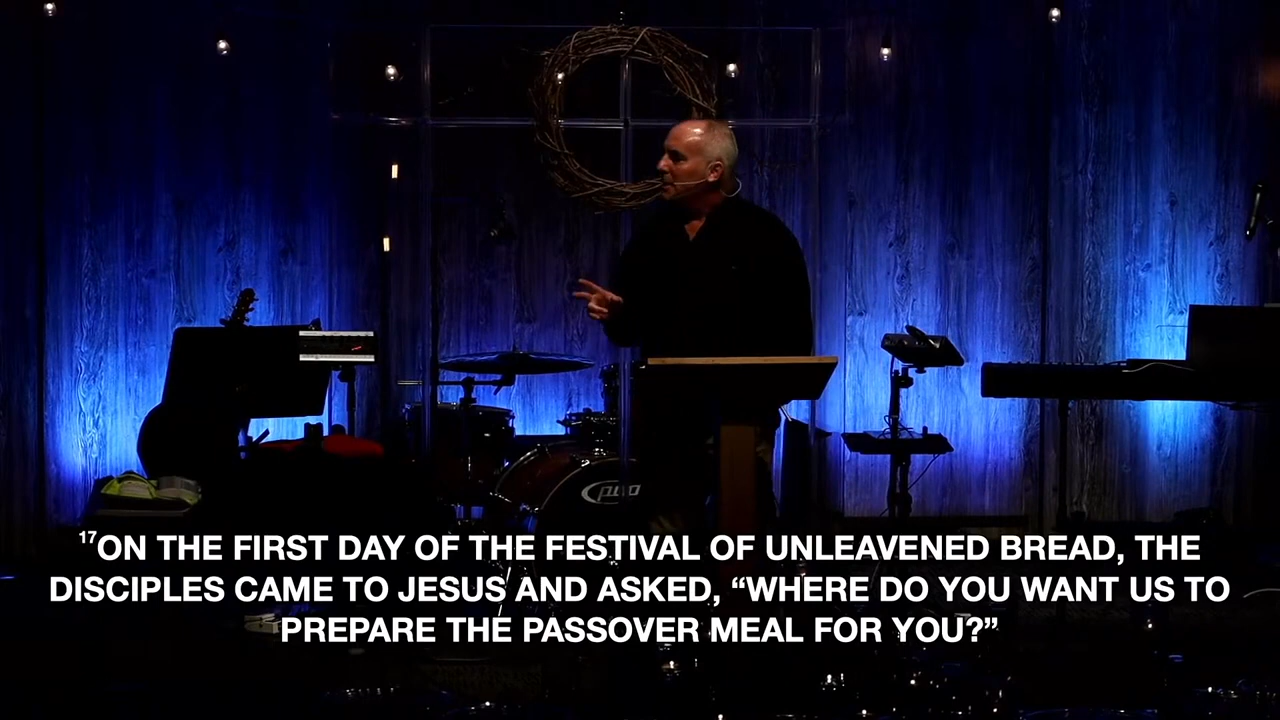 ¹⁷ON THE FIRST DAY OF THE FESTIVAL OF UNLEAVENED BREAD, THE
DISCIPLES CAME TO JESUS AND ASKED, “WHERE DO YOU WANT US TO
PREPARE THE PASSOVER MEAL FOR YOU?”